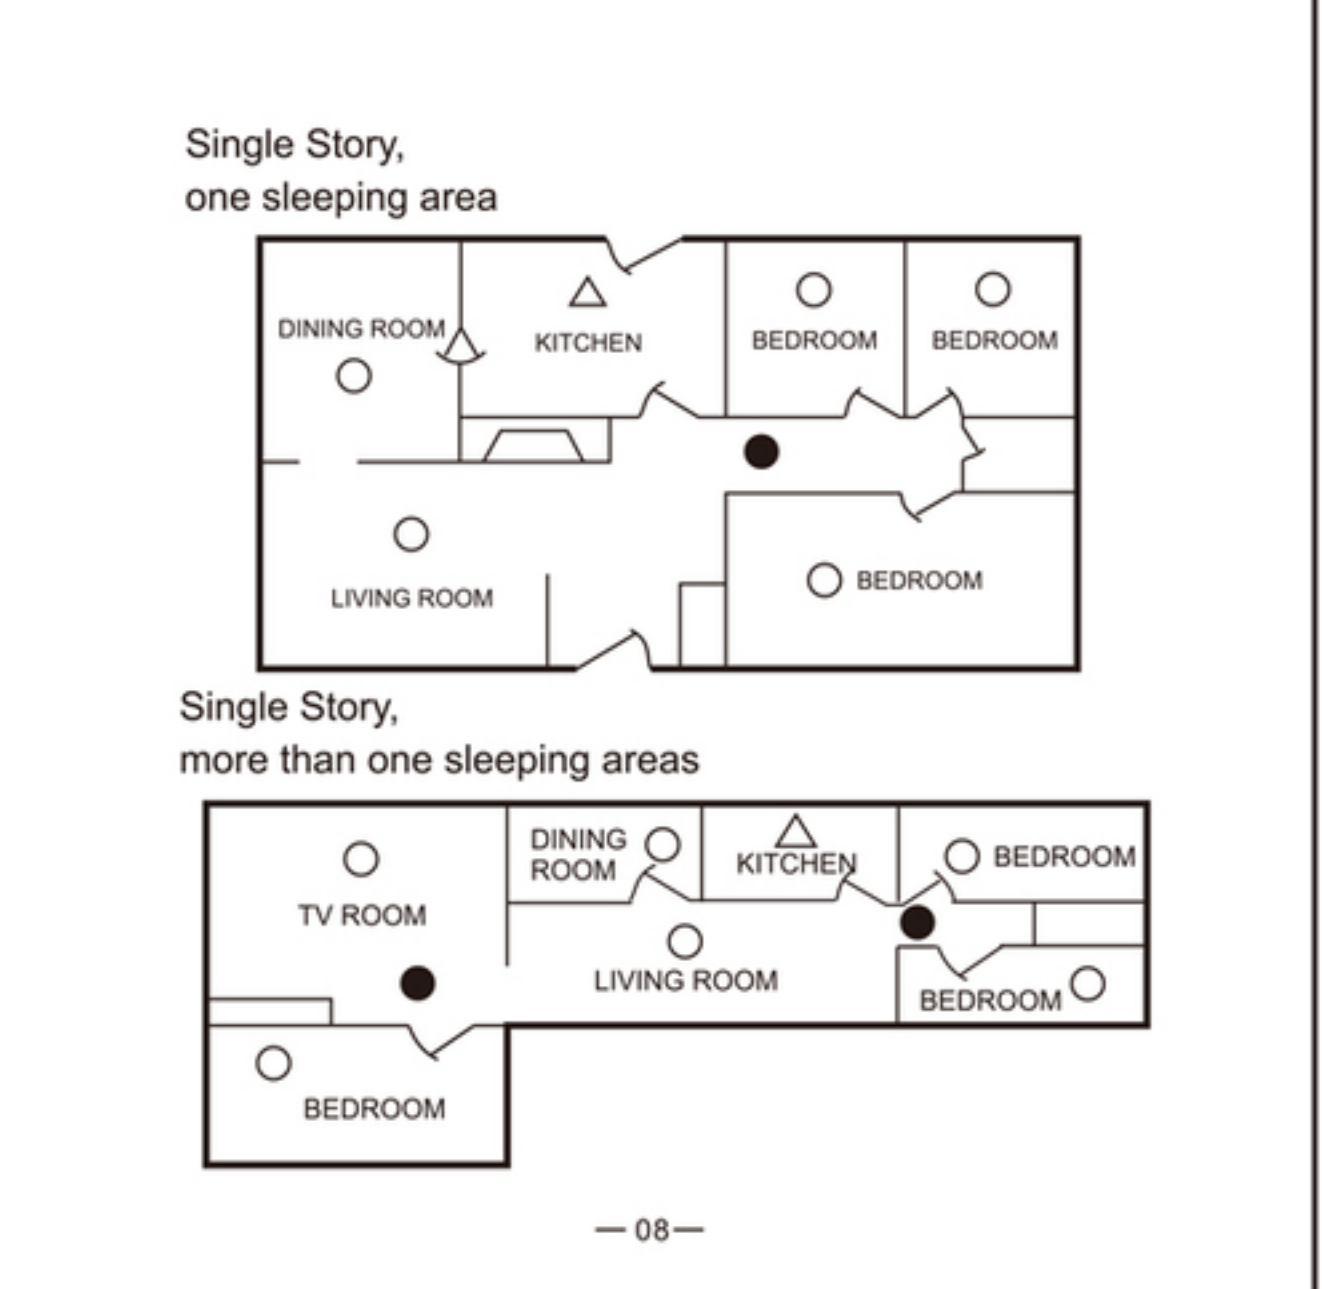 Single Story,
one sleeping area
DINING ROOM
KITCHEN
BEDROOM
BEDROOM
LIVING ROOM
BEDROOM
Single Story,
more than one sleeping areas
TV ROOM
DINING
ROOM
KITCHEN
BEDROOM
LIVING ROOM
BEDROOM
BEDROOM
— 08 —